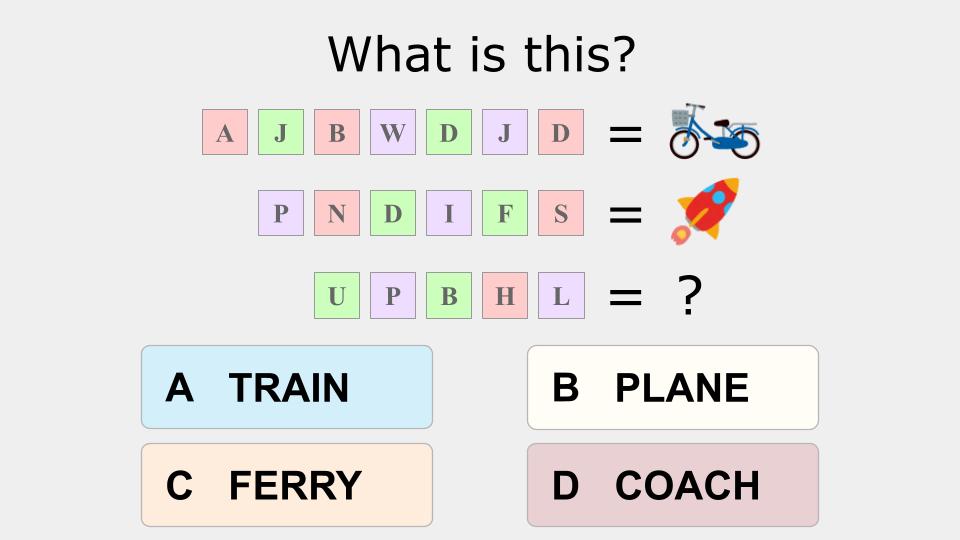 What is this?
A J B W D J D =
P N D I F S =
U P B H L = ?
A TRAIN
B PLANE
C FERRY
D COACH